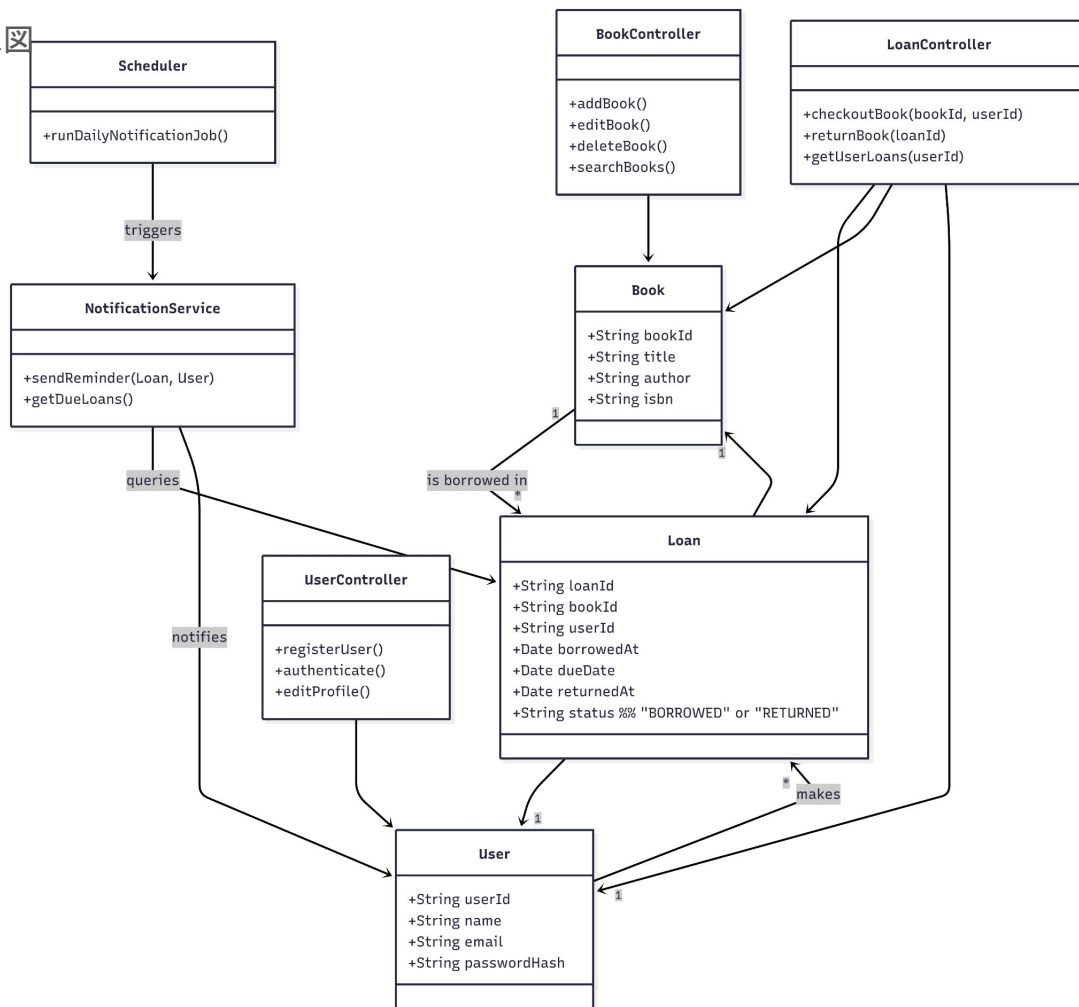 図
Scheduler
+runDailyNotificationJob()
triggers
NotificationService
+sendReminder(Loan, User)
+getDueLoans()
queries
notifies
BookController
+addBook()
+editBook()
+deleteBook()
+searchBooks()
LoanController
+checkoutBook(bookId, userId)
+returnBook(loanId)
+getUserLoans(userId)
Book
+String bookId
+String title
+String author
+String isbn
1
is borrowed in
*
1
Loan
+String loanId
+String bookId
+String userId
+Date borrowedAt
+Date dueDate
+Date returnedAt
+String status %% "BORROWED" or "RETURNED"
UserController
+registerUser()
+authenticate()
+editProfile()
*
makes
1
1
User
+String userId
+String name
+String email
+String passwordHash